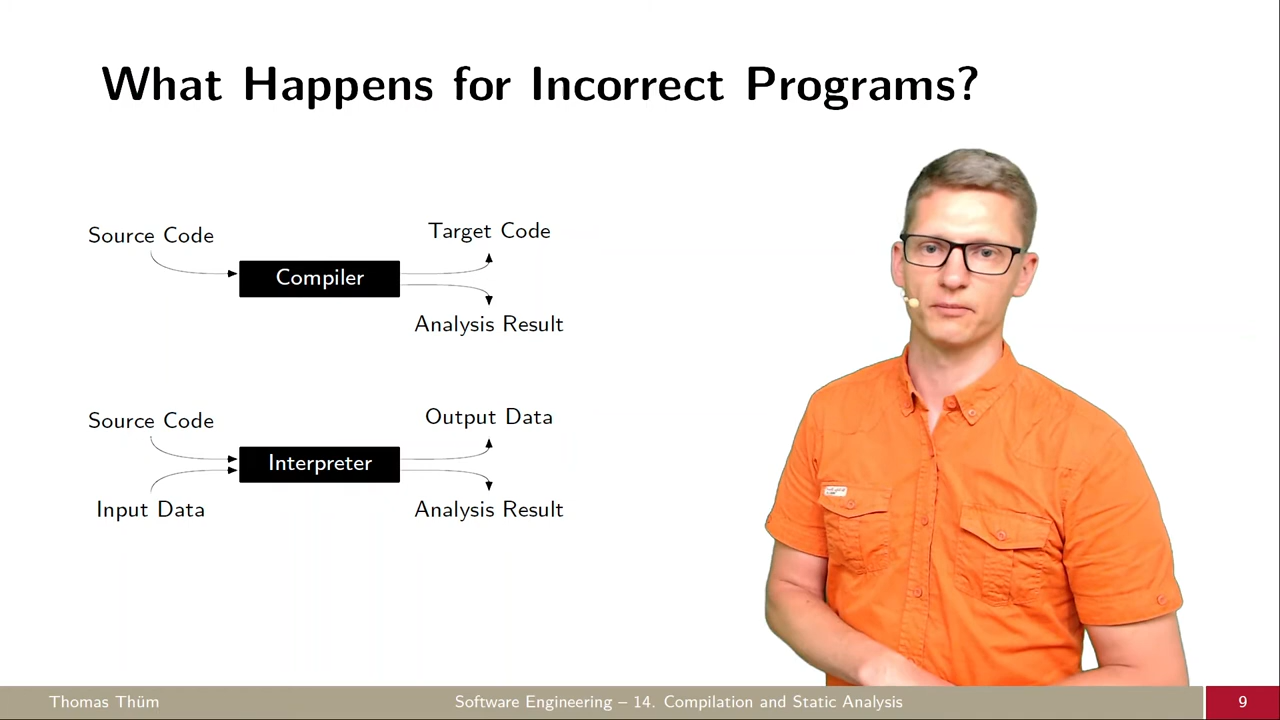 What Happens for Incorrect Programs?
Source Code
Target Code
Compiler
Analysis Result
Source Code
Output Data
Interpreter
Input Data
Analysis Result
Thomas Thüm
Software Engineering – 14. Compilation and Static Analysis
9